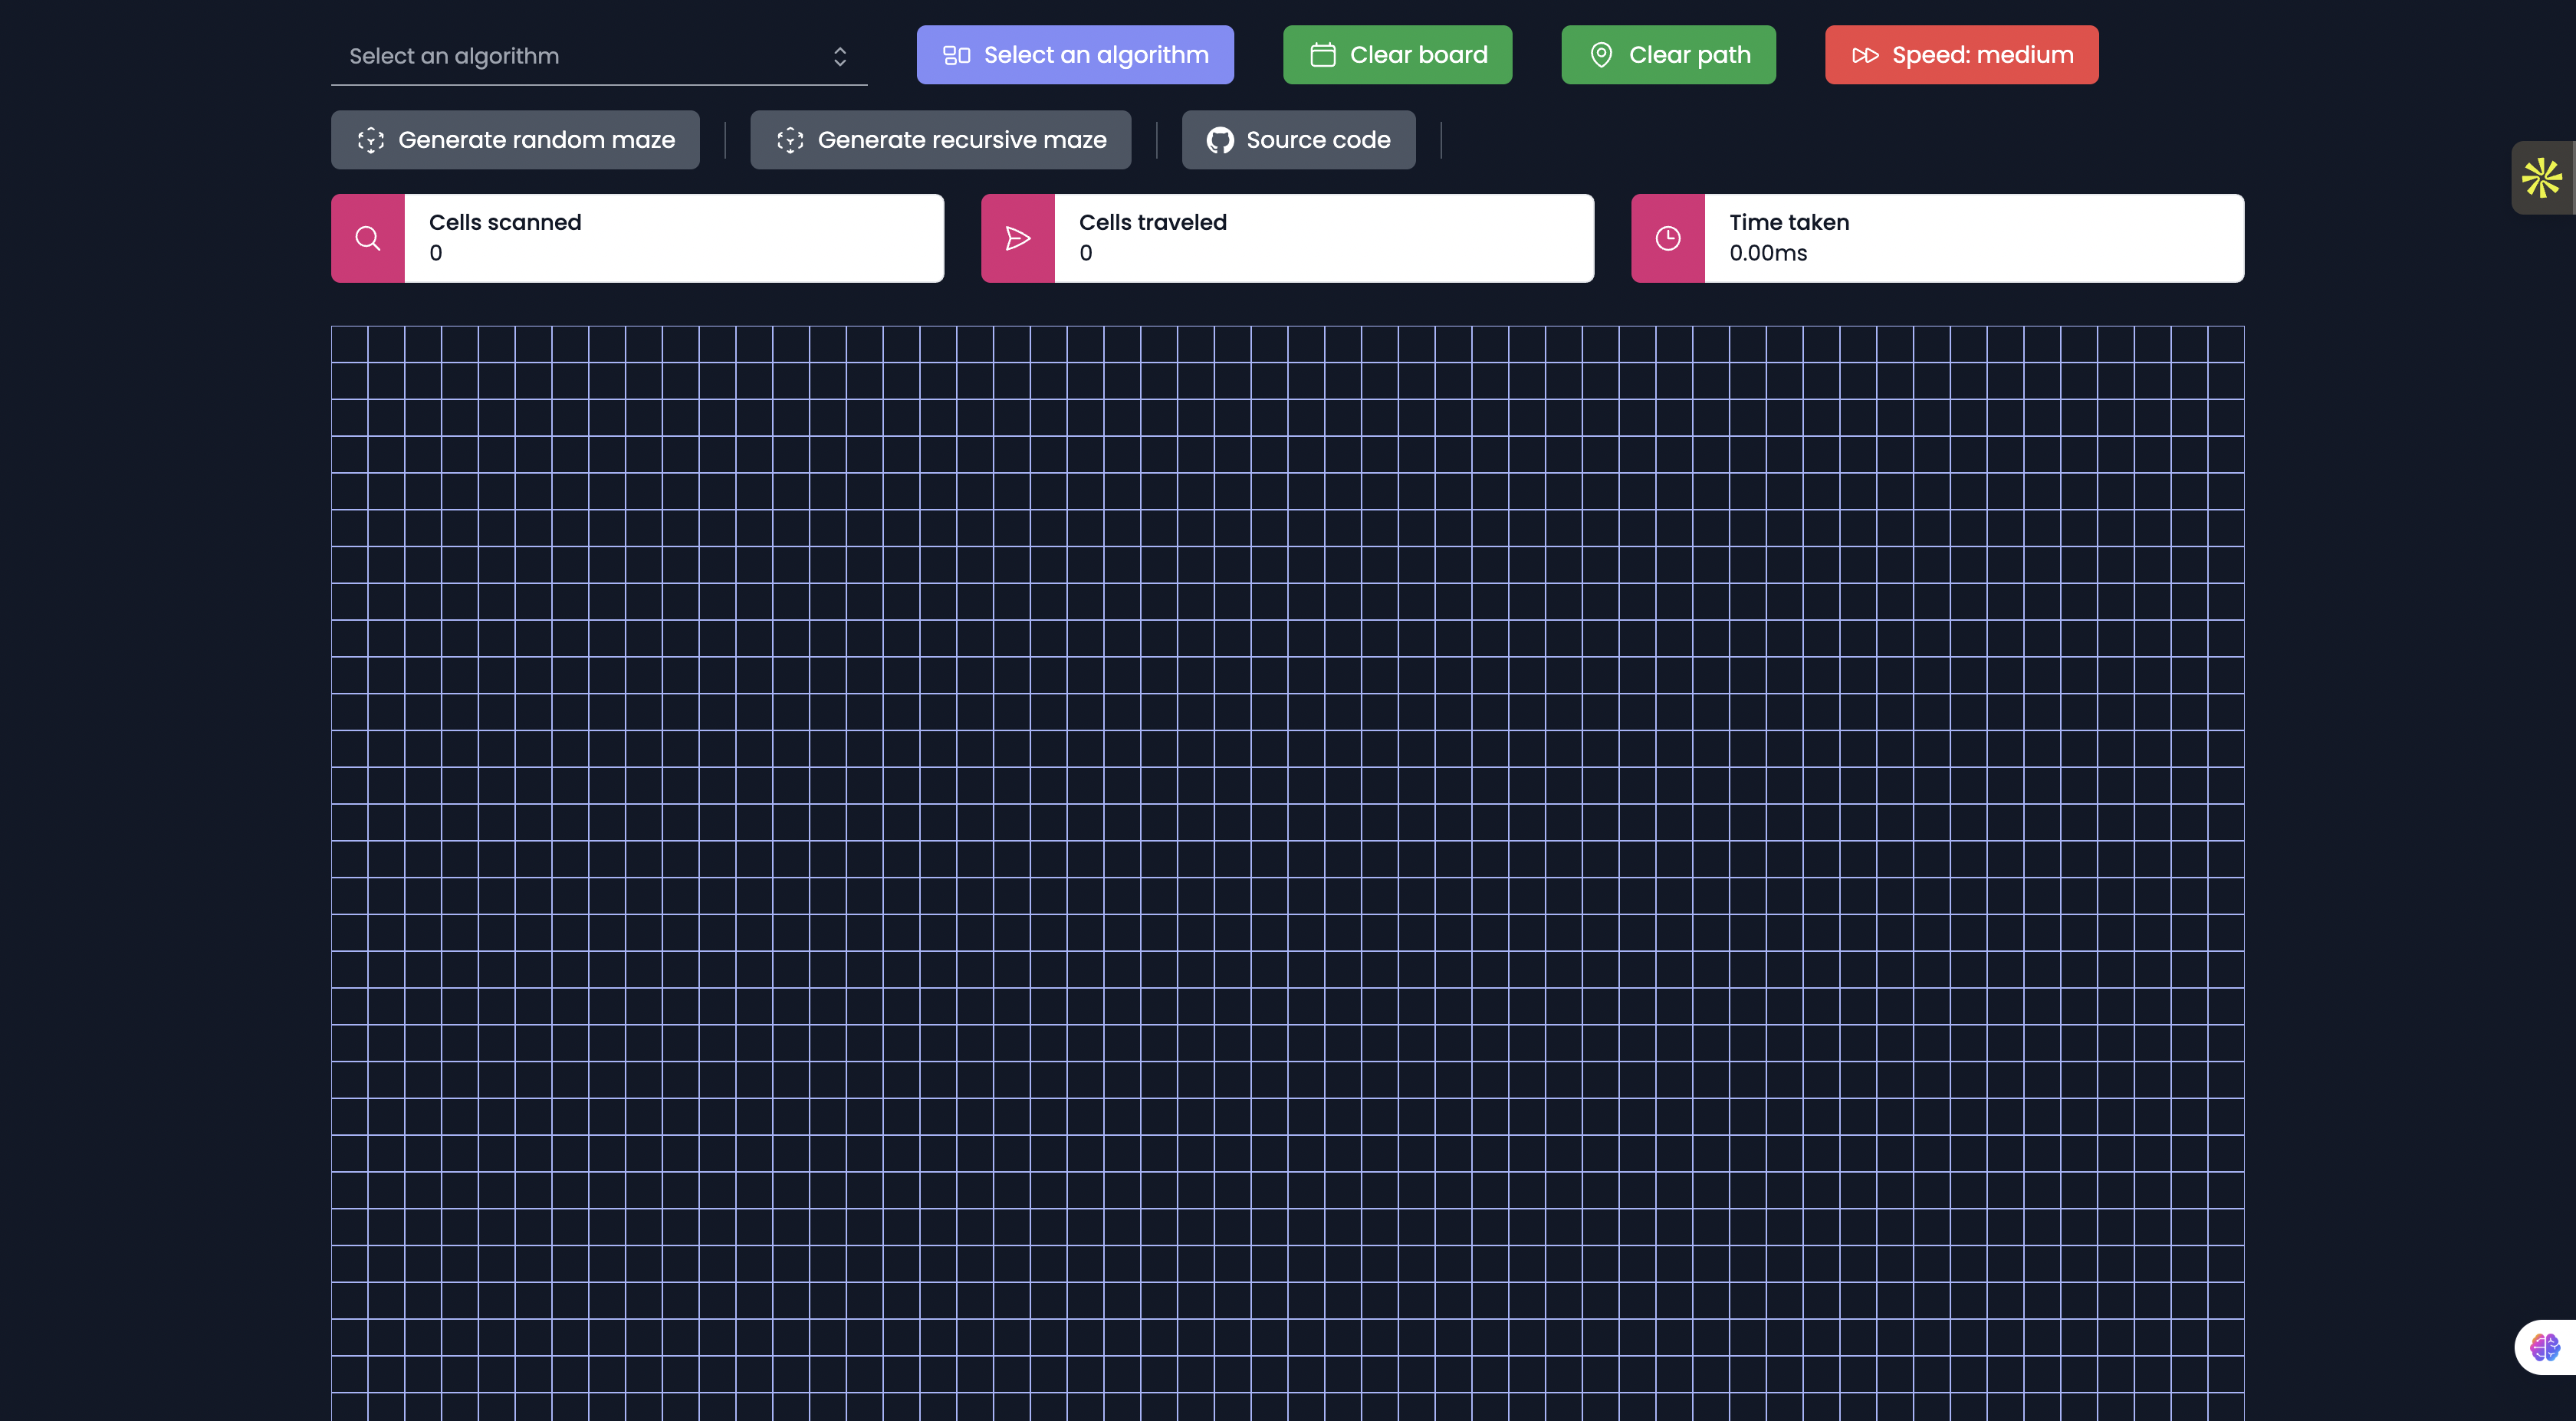 Select an algorithm
Select an algorithm
Clear board
Clear path
Speed: medium
Generate random maze
Generate recursive maze
Source code
Cells scanned
0
Cells traveled
0
Time taken
0.00ms